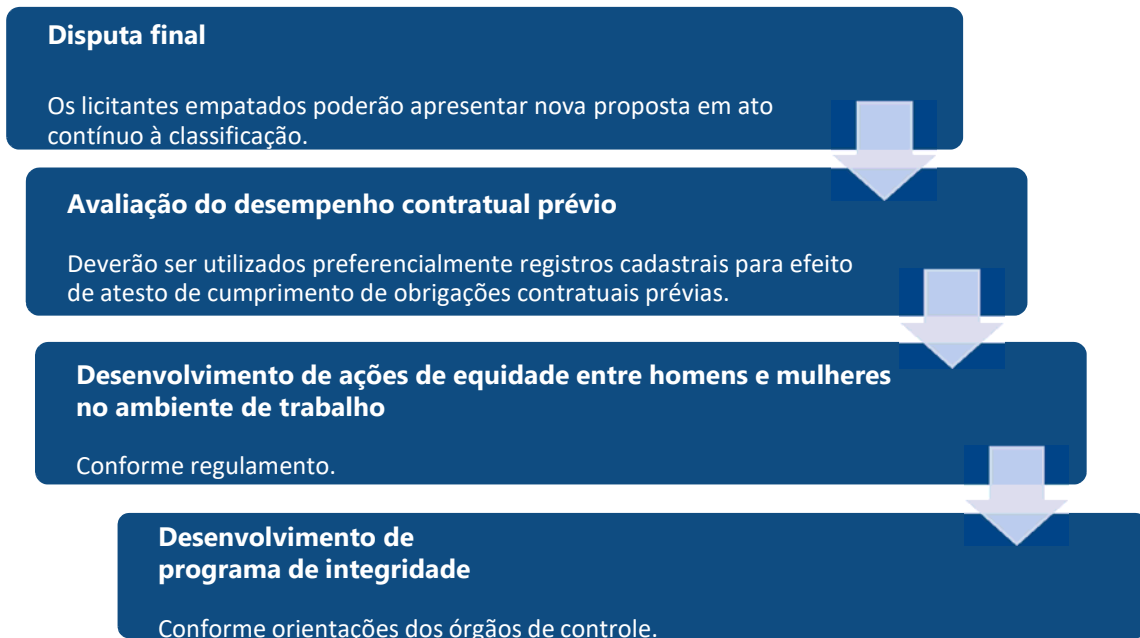 Disputa final
Os licitantes empatados poderão apresentar nova proposta em ato
contínuo à classificação.
Avaliação do desempenho contratual prévio
Deverão ser utilizados preferencialmente registros cadastrais para efeito
de atesto de cumprimento de obrigações contratuais prévias.
Desenvolvimento de ações de equidade entre homens e mulheres
no ambiente de trabalho
Conforme regulamento.
Desenvolvimento de
programa de integridade
Conforme orientações dos órgãos de controle.